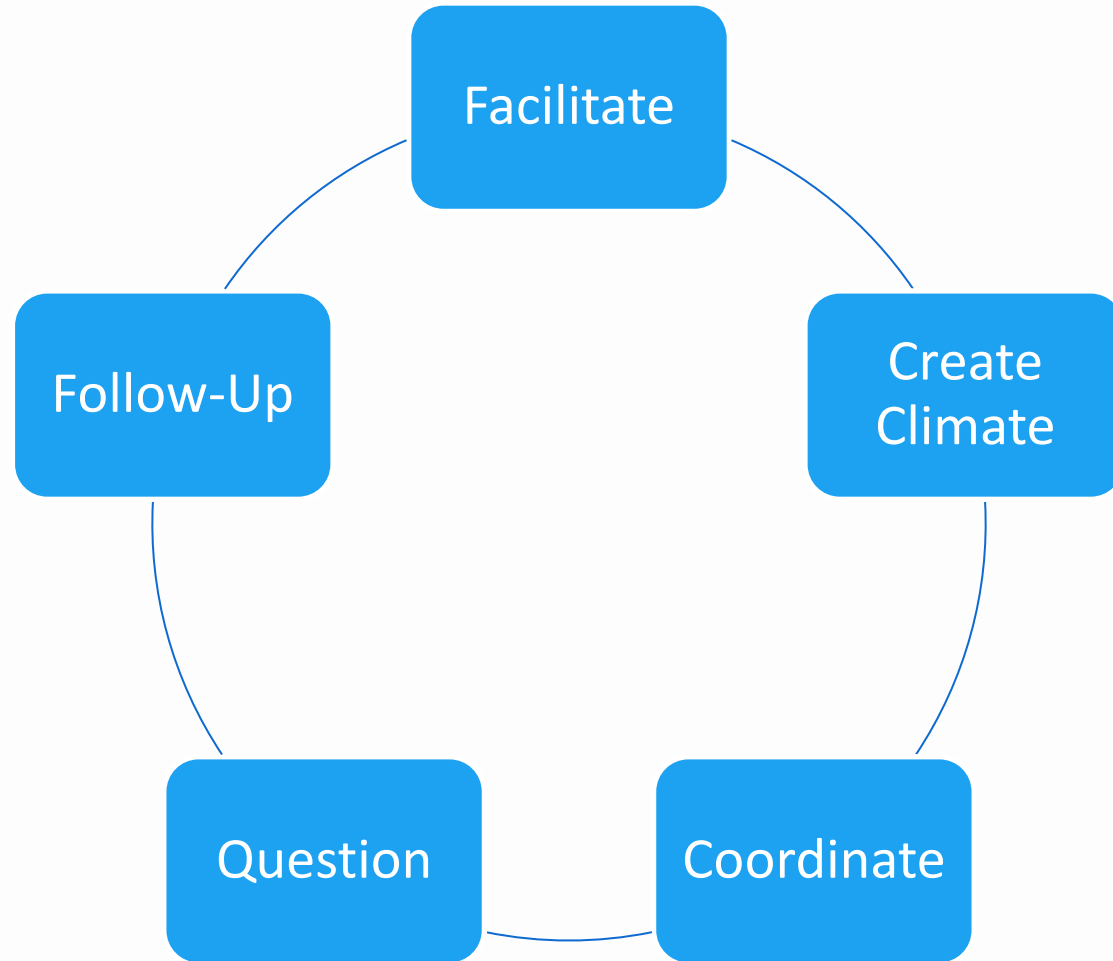 Facilitate
Create
Climate
Coordinate
Question
Follow-Up